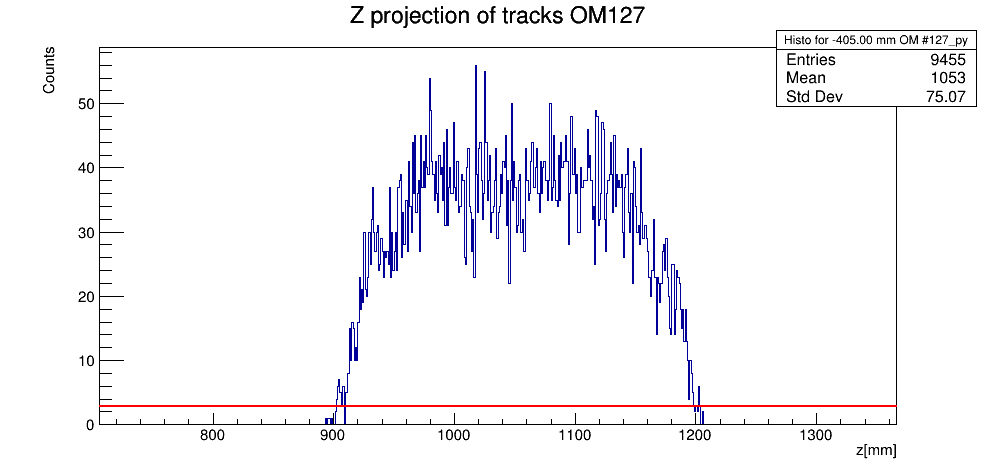 Z projection of tracks OM127
Histo for -405.00 mm OM #127_py
Entries 9455
Mean 1053
Std Dev 75.07
Counts
50
40
30
20
10
0
800 900 1000 1100 1200 1300
z[mm]